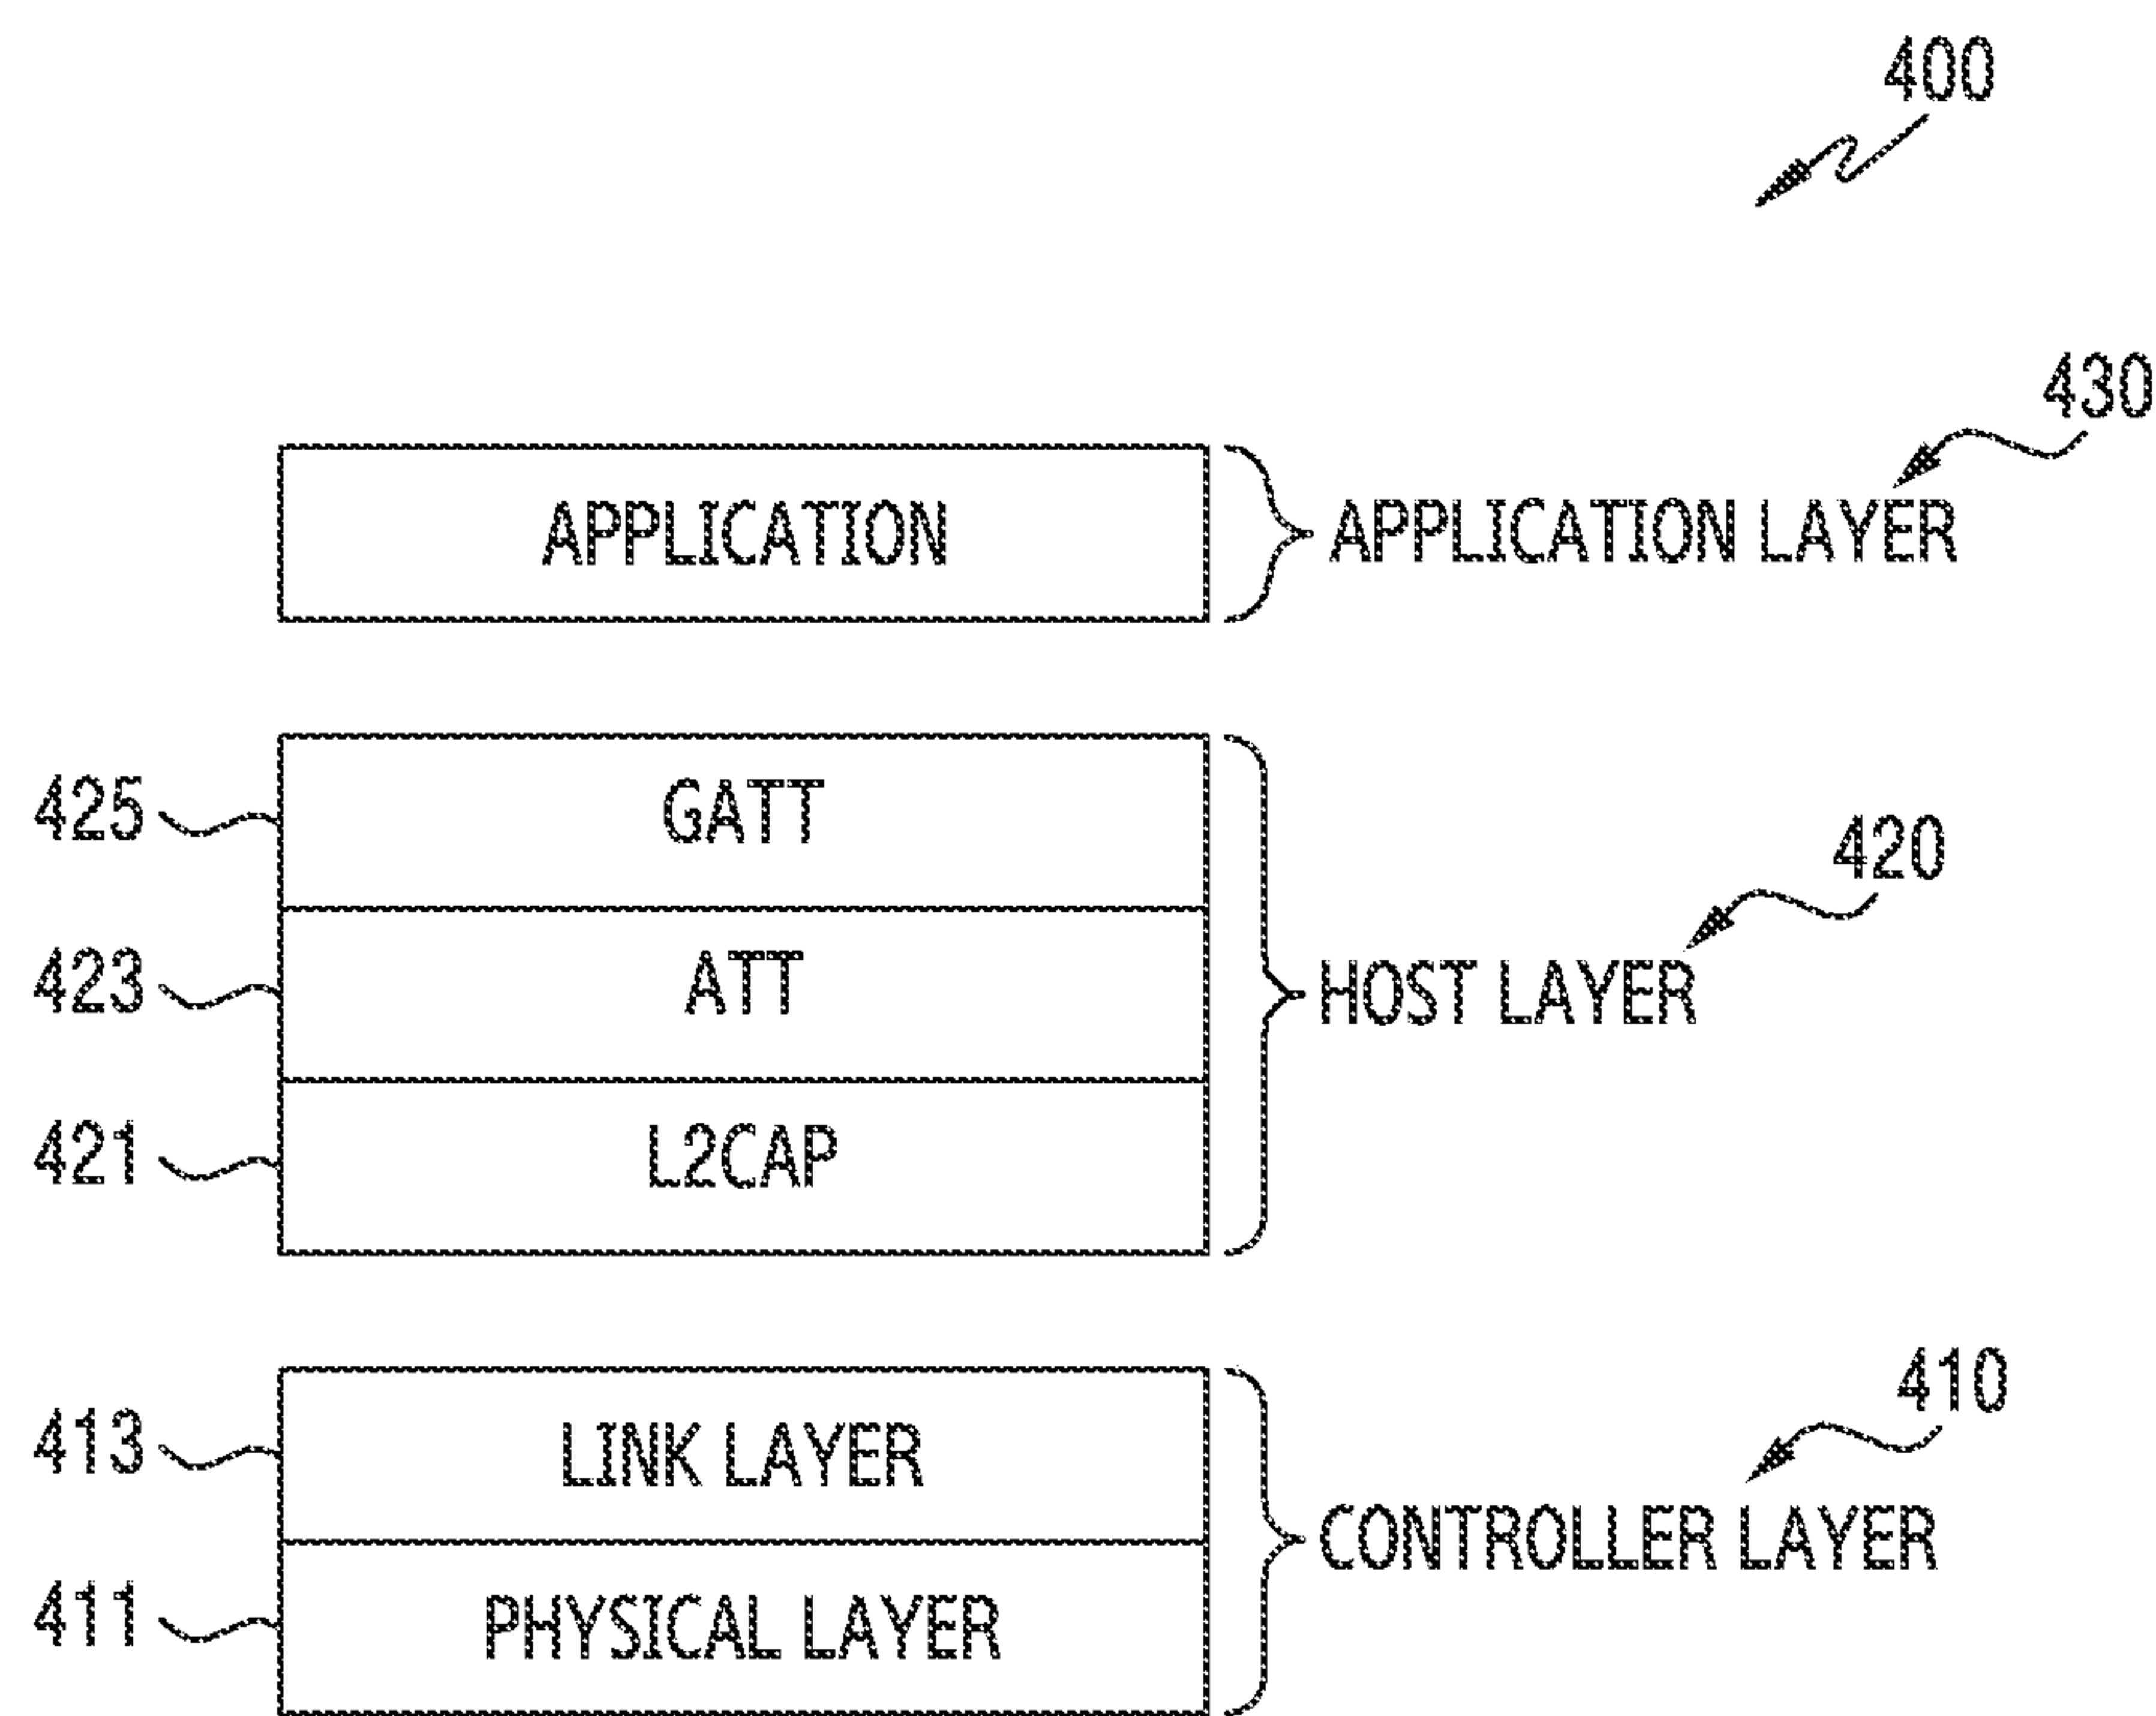 400
430
APPLICATION
APPLICATION LAYER
425
GATT
420
423
ATT
HOST LAYER
421
L2CAP
410
413
LINK LAYER
CONTROLLER LAYER
411
PHYSICAL LAYER